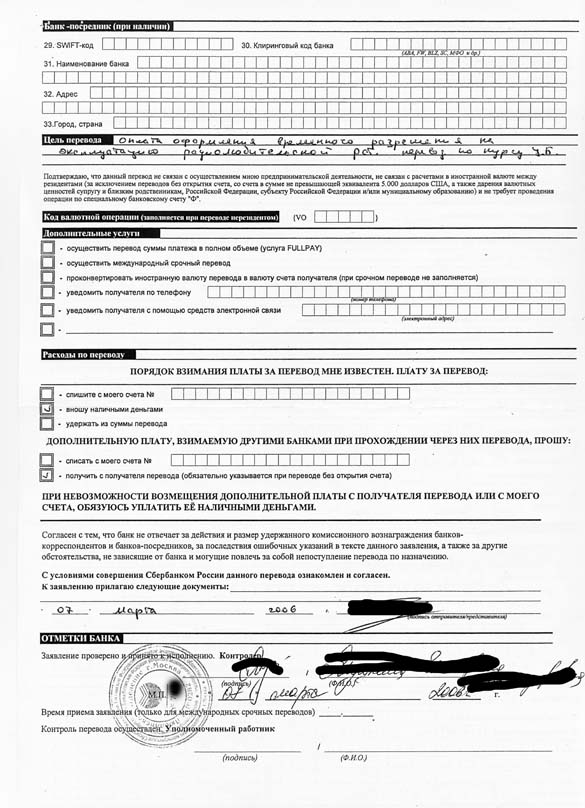 Банк -посредник (при наличии)
29. SWIFT-код 30. Клиринговый код банка
(ABA, FW, BLZ, SC, МФО и др.)
31. Наименование банка
32. Адрес
33.Город, страна
Цель перевода Оплата оформления временного разрешения на
эксплуатацию радиолюбительской р.ст. перевод по курсу Ц.Б.
Подтверждаю, что данный перевод не связан с осуществлением мною предпринимательской деятельности, не связан с расчетами в иностранной валюте между
резидентами (за исключением переводов без открытия счета, со счета в сумме не превышающей эквивалента 5.000 долларов США, а также дарения валютных
ценностей супругу и близким родственникам, Российской Федерации, субъекту Российской Федерации и/или муниципальному образованию) и не требует проведения
операции по специальному банковскому счету "Ф".
Код валютной операции (заполняется при переводе резидентом) (VO )
Дополнительные услуги
- осуществить перевод суммы платежа в полном объеме (услуга FULLPAY)
- осуществить международный срочный перевод
- проконвертировать иностранную валюту перевода в валюту счета получателя (при срочном переводе не заполняется)
- уведомить получателя по телефону
(номер телефона)
- уведомить получателя с помощью средств электронной связи
(электронный адрес)
-
Расходы по переводу
ПОРЯДОК ВЗИМАНИЯ ПЛАТЫ ЗА ПЕРЕВОД МНЕ ИЗВЕСТЕН. ПЛАТУ ЗА ПЕРЕВОД:
- спишите с моего счета №
- вношу наличными деньгами
- удержать из суммы перевода
ДОПОЛНИТЕЛЬНУЮ ПЛАТУ, ВЗИМАЕМУЮ ДРУГИМИ БАНКАМИ ПРИ ПРОХОЖДЕНИИ ЧЕРЕЗ НИХ ПЕРЕВОДА, ПРОШУ:
- списать с моего счета №
- получить с получателя перевода (обязательно указывается при переводе без открытия счета)
ПРИ НЕВОЗМОЖНОСТИ ВОЗМЕЩЕНИЯ ДОПОЛНИТЕЛЬНОЙ ПЛАТЫ С ПОЛУЧАТЕЛЯ ПЕРЕВОДА ИЛИ С МОЕГО
СЧЕТА, ОБЯЗУЮСЬ УПЛАТИТЬ ЕЁ НАЛИЧНЫМИ ДЕНЬГАМИ.
Согласен с тем, что банк не отвечает за действия и размер удержанного комиссионного вознаграждения банков-
корреспондентов и банков-посредников, за последствия ошибочных указаний в тексте данного заявления, а также за другие
обстоятельства, не зависящие от банка и могущие повлечь за собой неполступление перевода по назначению.
С условиями совершения Сбербанком России данного перевода ознакомлен и согласен.
К заявлению прилагаю следующие документы:
07 марта 2006
(подпись отправителя/представителя)
ОТМЕТКИ БАНКА
Заявление проверено и принято к исполнению. Контролер
(подпись) (Ф.И.О.)
М.П. 07 марта 2006 г.
Время приема заявления (только для международных срочных переводов)
Контроль перевода осуществлен. Уполномоченный работник
(подпись) / (Ф.И.О.)